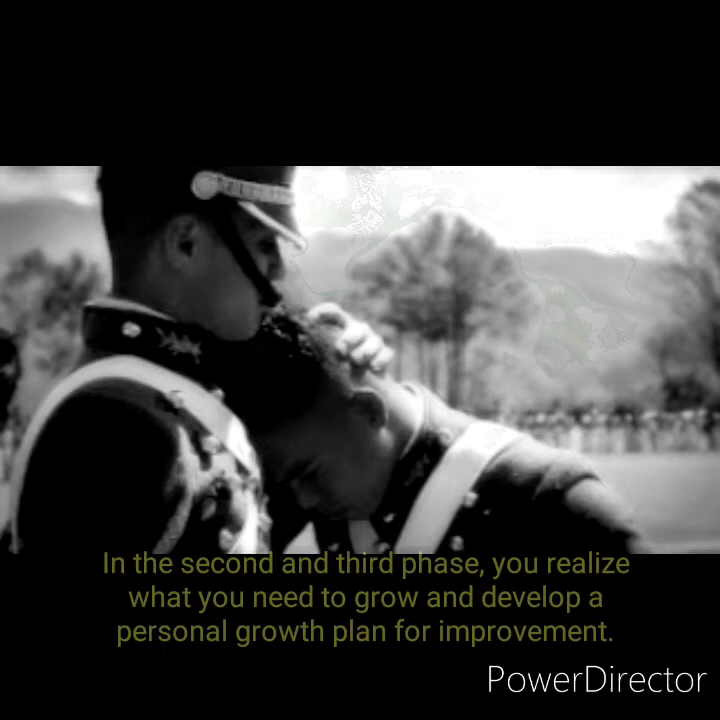 In the second and third phase, you realize
what you need to grow and develop a
personal growth plan for improvement.
PowerDirector